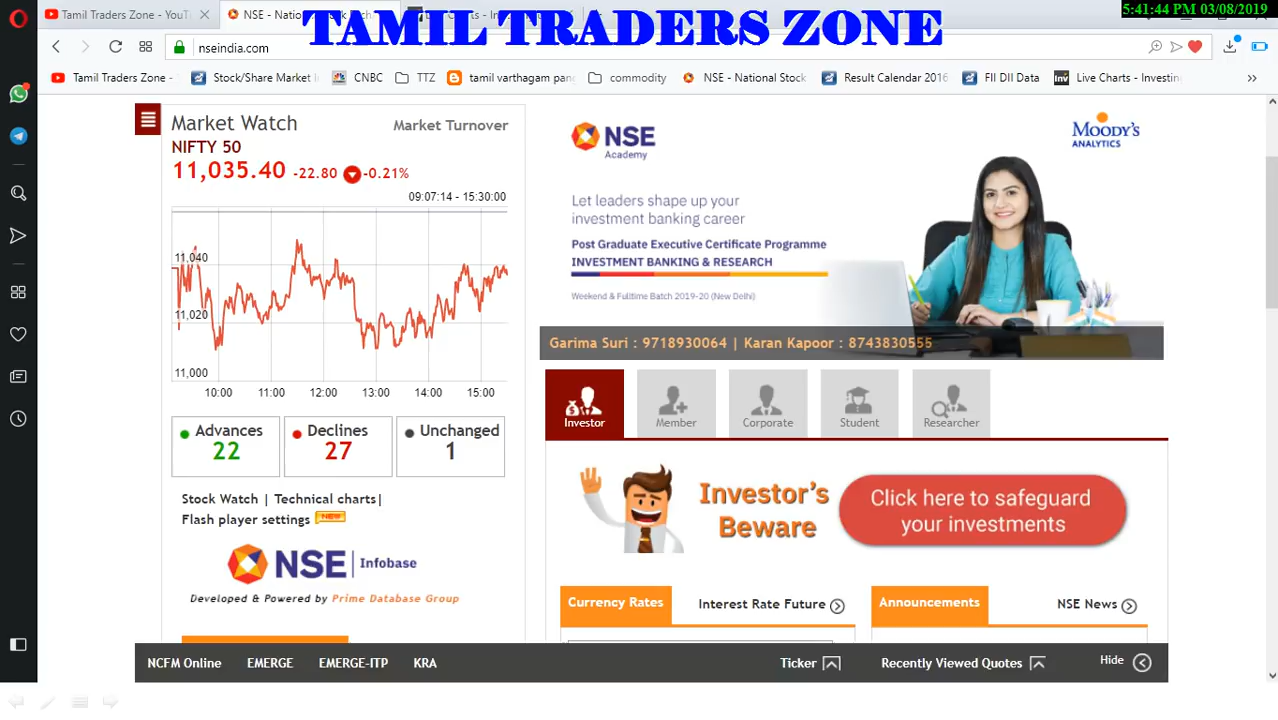 5:41:44 PM 03/08/2019
Tamil Traders Zone - YouT
TAMIL TRADERS ZONE
nseindia.com
Tamil Traders Zone -
Stock/Share Market
CNBC
TTZ
tamil varthagam pan
commodity
NSE - National Stock
Result Calendar 2016
FII DII Data
Live Charts - Investin
Market Watch
Market Turnover
NIFTY 50
11,035.40 -22.80 -0.21%
09:07:14 - 15:30:00
11,040
11,020
11,000
10:00 11:00 12:00 13:00 14:00 15:00
Advances
22
Declines
27
Unchanged
1
Stock Watch | Technical charts|
Flash player settings NEW
NSE | Infobase
Developed & Powered by Prime Database Group
NSE
Academy
MOODY'S
ANALYTICS
Let leaders shape up your
investment banking career
Post Graduate Executive Certificate Programme
INVESTMENT BANKING & RESEARCH
Weekend & Fulltime Batch 2019-20 (New Delhi)
Garima Suri : 9718930064 | Karan Kapoor : 8743830555
Investor
Member
Corporate
Student
Researcher
Investor's
Beware
Click here to safeguard
your investments
Currency Rates
Interest Rate Future
Announcements
NSE News
NCFM Online
EMERGE
EMERGE-ITP
KRA
Ticker
Recently Viewed Quotes
Hide